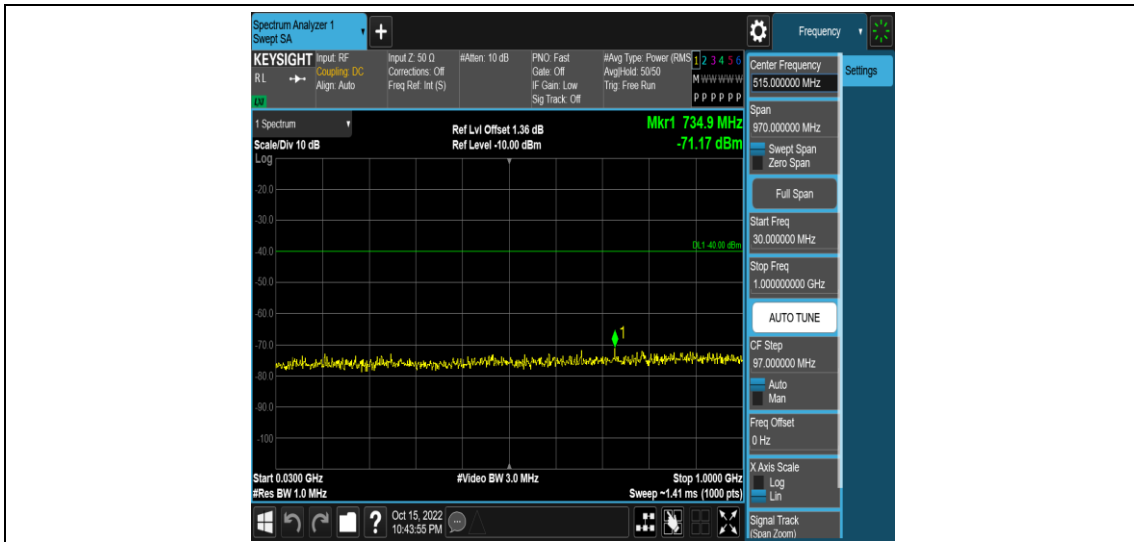 Spectrum Analyzer 1
Swept SA
+
Frequency
KEYSIGHT
RL
LXI
Input: RF
Coupling: DC
Align: Auto
Input Z: 50 Ω
Corrections: Off
Freq Ref: Int (S)
#Atten: 10 dB
PNO: Fast
Gate: Off
IF Gain: Low
Sig Track: Off
#Avg Type: Power (RMS
Avg|Hold: 50/50
Trig: Free Run
1 2 3 4 5 6
M W W W W W
P P P P P P
1 Spectrum
Scale/Div 10 dB
Log
Ref Lvl Offset 1.36 dB
Ref Level -10.00 dBm
Mkr1 734.9 MHz
-71.17 dBm
-20.0
-30.0
-40.0
DL1 -40.00 dBm
-50.0
-60.0
1
-70.0
-80.0
-90.0
-100
Start 0.0300 GHz
#Res BW 1.0 MHz
#Video BW 3.0 MHz
Stop 1.0000 GHz
Sweep ~1.41 ms (1000 pts)
Center Frequency
515.000000 MHz
Settings
Span
970.000000 MHz
Swept Span
Zero Span
Full Span
Start Freq
30.000000 MHz
Stop Freq
1.000000000 GHz
AUTO TUNE
CF Step
97.000000 MHz
Auto
Man
Freq Offset
0 Hz
X Axis Scale
Log
Lin
Signal Track
(Span Zoom)
?
Oct 15, 2022
10:43:55 PM